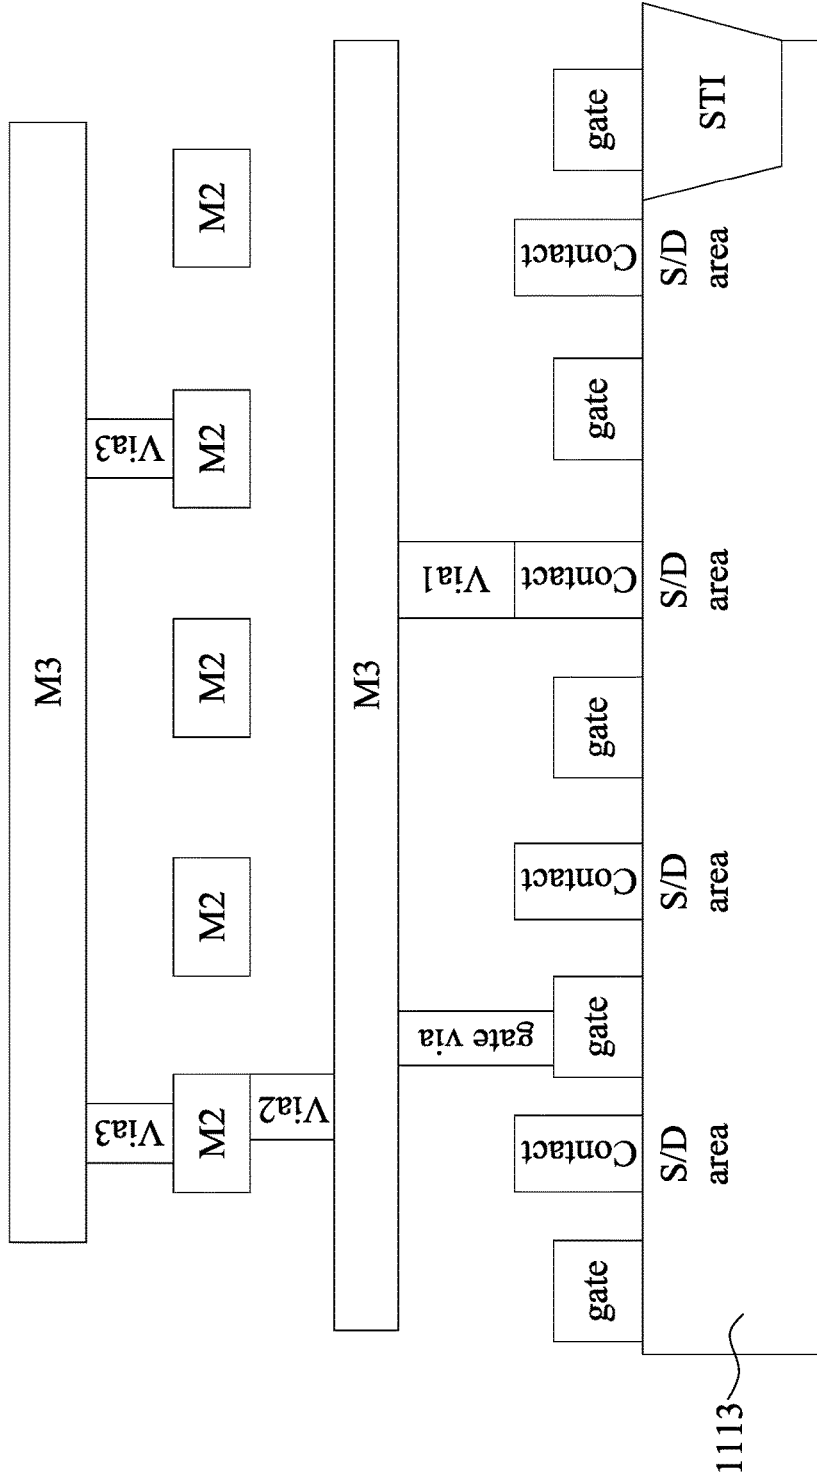 M3
Via3
Via3
M2
M2
M2
M2
M2
Via2
M3
gate via
Via1
gate
Contact
gate
Contact
gate
Contact
gate
Contact
gate
S/D
area
S/D
area
S/D
area
S/D
area
STI
1113